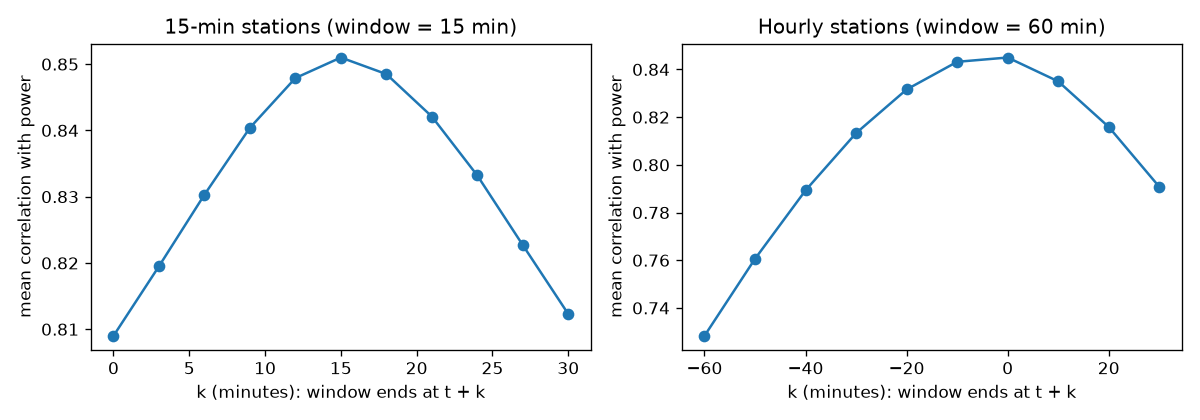 15-min stations (window = 15 min)
mean correlation with power
0.85
0.84
0.83
0.82
0.81
0 5 10 15 20 25 30
k (minutes): window ends at t + k
Hourly stations (window = 60 min)
mean correlation with power
0.84
0.82
0.80
0.78
0.76
0.74
−60 −40 −20 0 20
k (minutes): window ends at t + k